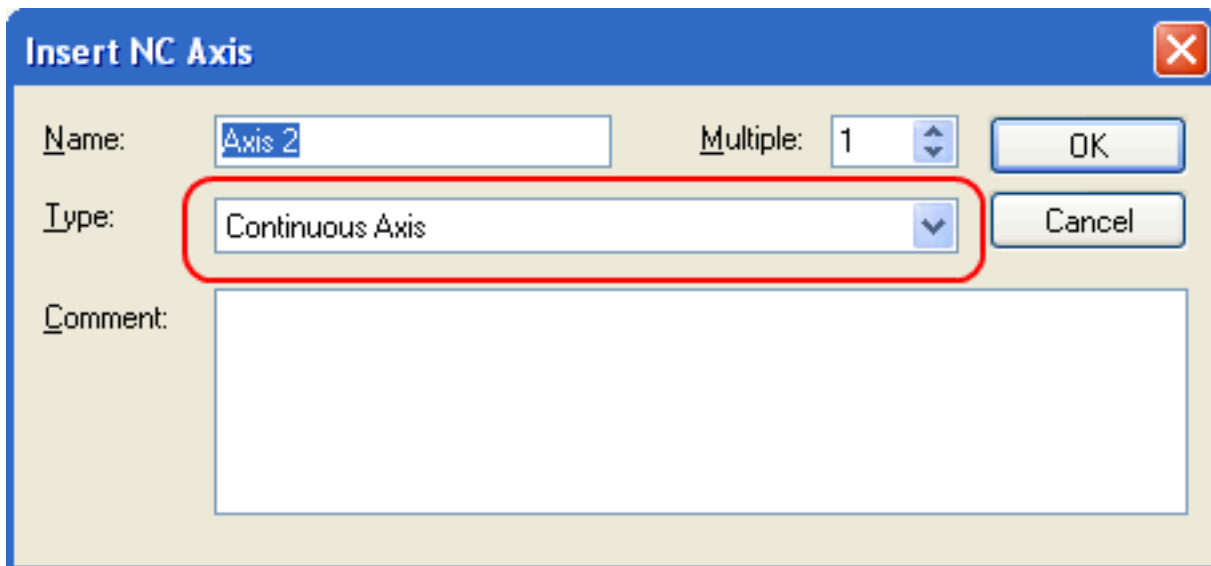 Insert NC Axis
Name: Axis 2 Multiple: 1 OK
Type: Continuous Axis Cancel
Comment: